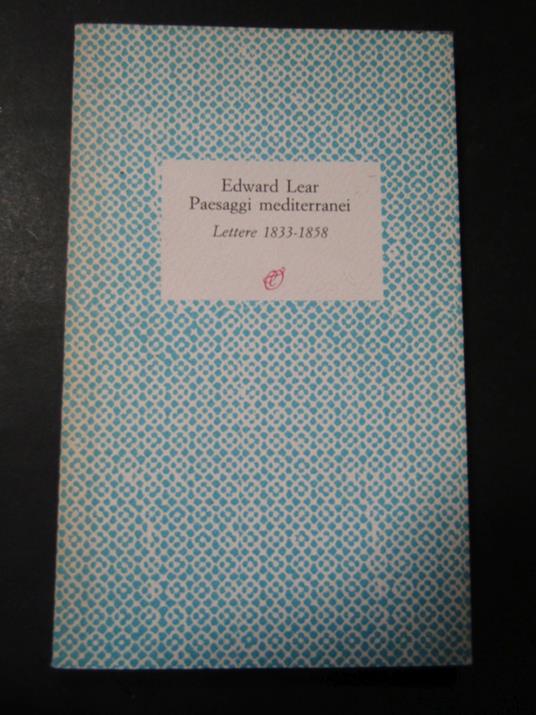 Edward Lear
Paesaggi mediterranei
Lettere 1833-1858